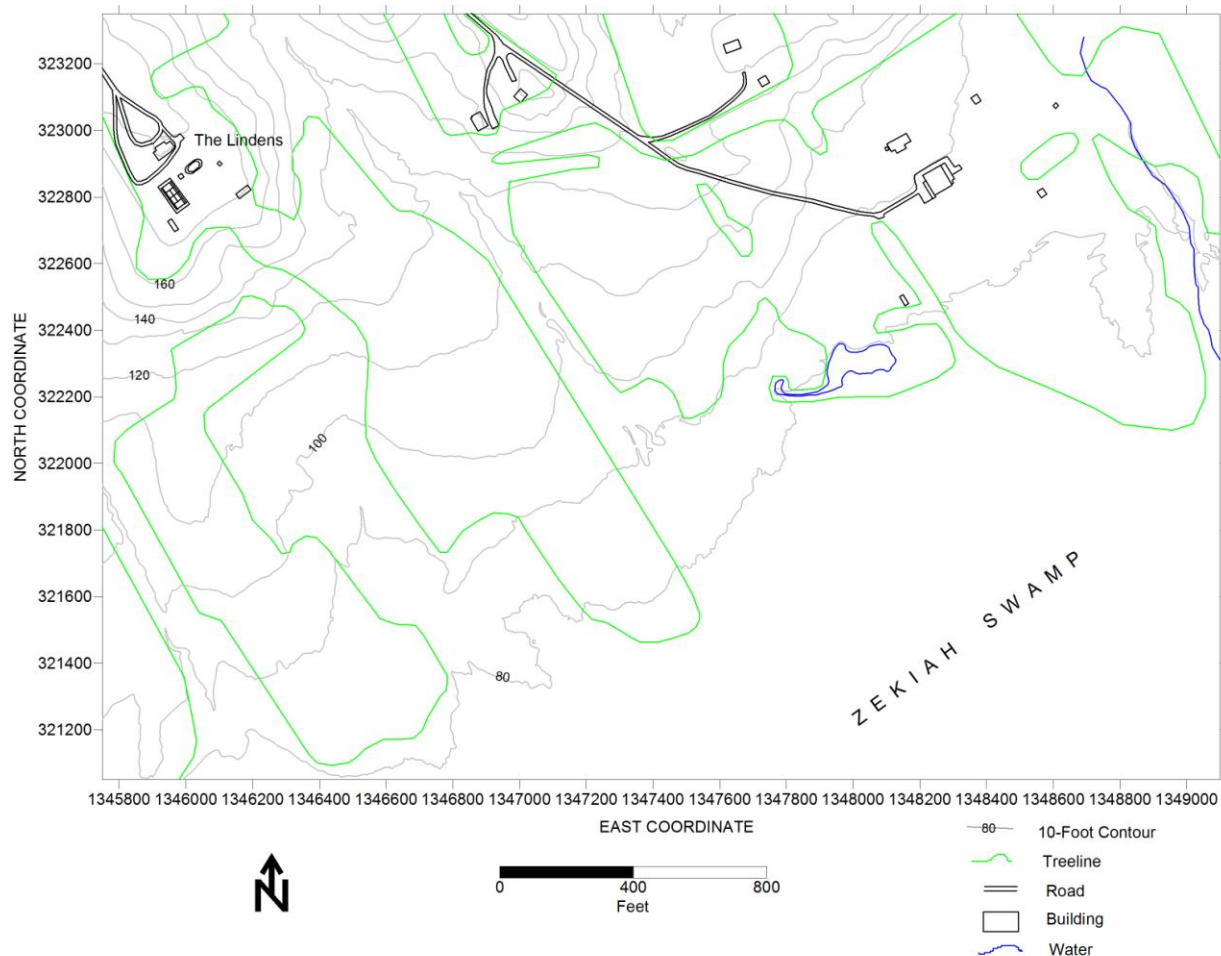 NORTH COORDINATE
323200
323000
322800
322600
322400
322200
322000
321800
321600
321400
321200
The Lindens
160
140
120
100
80
ZEKIAH SWAMP
1345800 1346000 1346200 1346400 1346600 1346800 1347000 1347200 1347400 1347600 1347800 1348000 1348200 1348400 1348600 1348800 1349000
EAST COORDINATE
N
0 400 800
Feet
80 10-Foot Contour
Treeline
Road
Building
Water